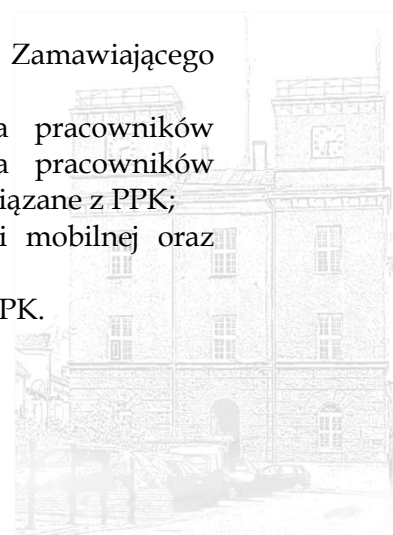 Zamawiającego
a pracowników
a pracowników
iązane z PPK;
i mobilnej oraz
PK.